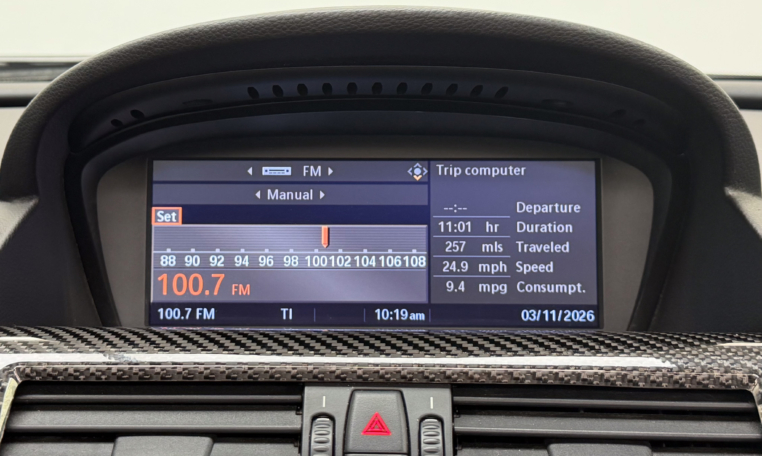 FM
Manual
Set
88 90 92 94 96 98 100 102 104 106 108
100.7 FM
Trip computer
--:-- Departure
11:01 hr Duration
257 mls Traveled
24.9 mph Speed
9.4 mpg Consumpt.
100.7 FM TI 10:19 am 03/11/2026